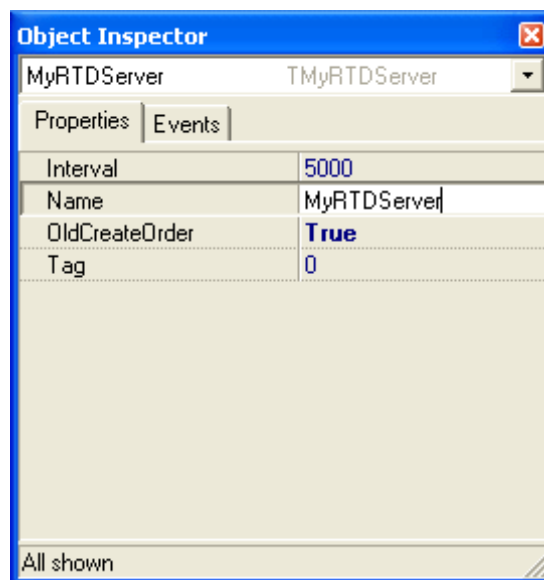 Object Inspector
MyRTDServer TMyRTDServer
Properties Events
Interval 5000
Name MyRTDServer
OldCreateOrder True
Tag 0
All shown